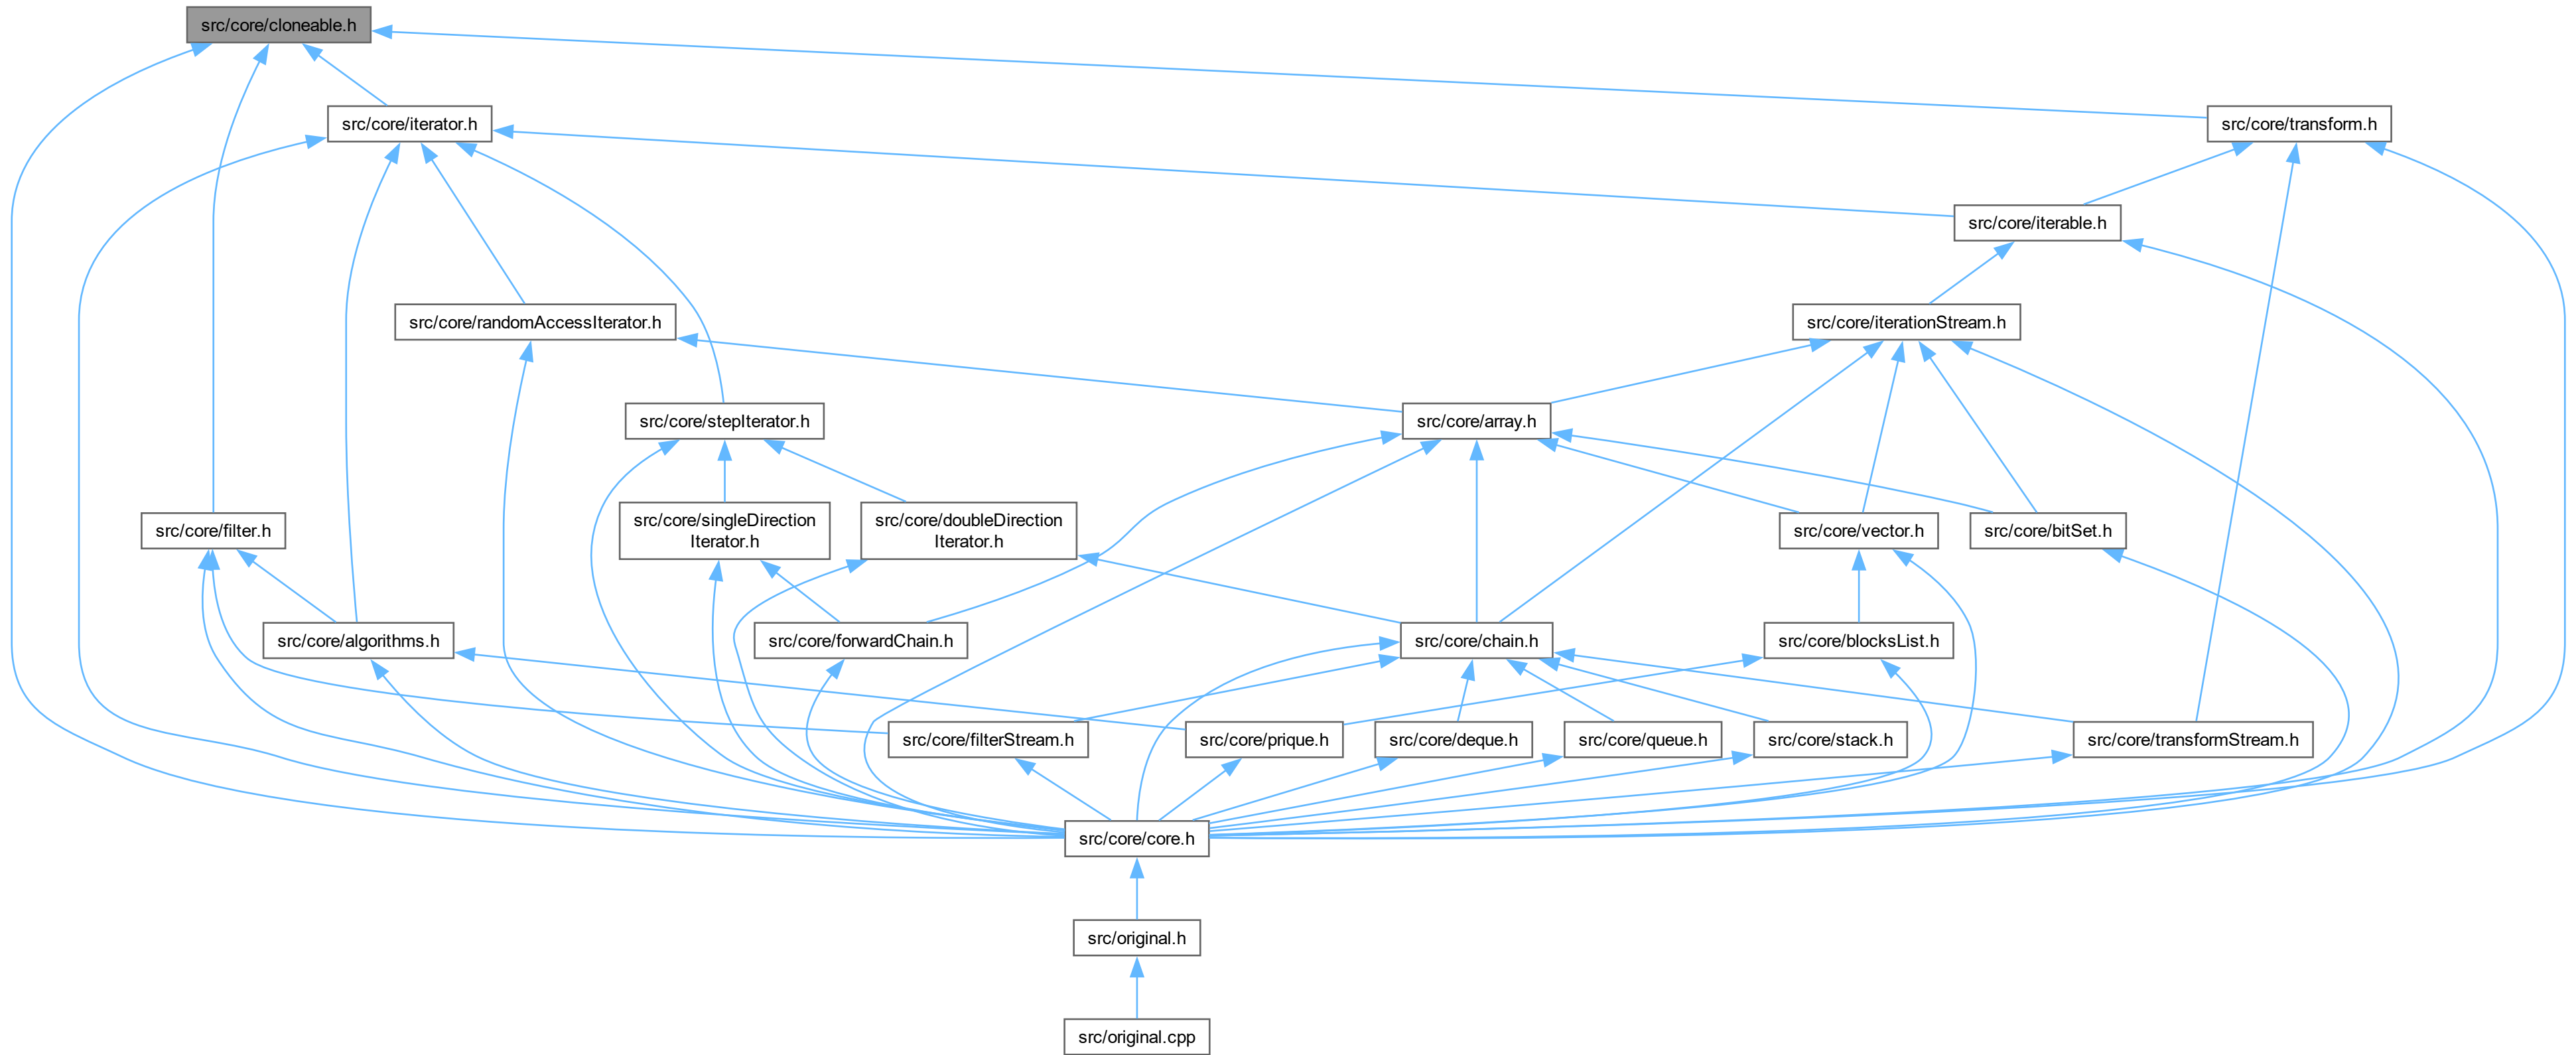 src/core/cloneable.h
src/core/iterator.h
src/core/transform.h
src/core/iterable.h
src/core/randomAccessIterator.h
src/core/iterationStream.h
src/core/stepIterator.h
src/core/array.h
src/core/filter.h
src/core/singleDirection
Iterator.h
src/core/doubleDirection
Iterator.h
src/core/vector.h
src/core/bitSet.h
src/core/algorithms.h
src/core/forwardChain.h
src/core/chain.h
src/core/blocksList.h
src/core/filterStream.h
src/core/prique.h
src/core/deque.h
src/core/queue.h
src/core/stack.h
src/core/transformStream.h
src/core/core.h
src/original.h
src/original.cpp